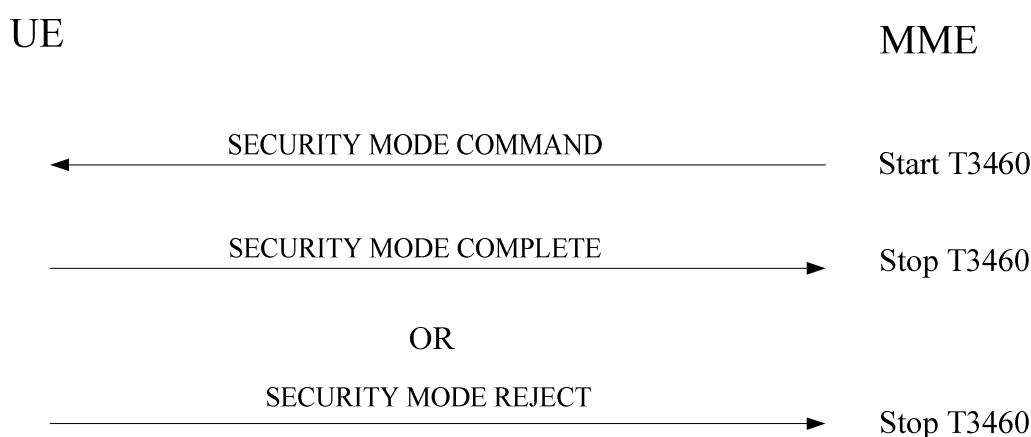 UE
MME
SECURITY MODE COMMAND
Start T3460
SECURITY MODE COMPLETE
Stop T3460
OR
SECURITY MODE REJECT
Stop T3460